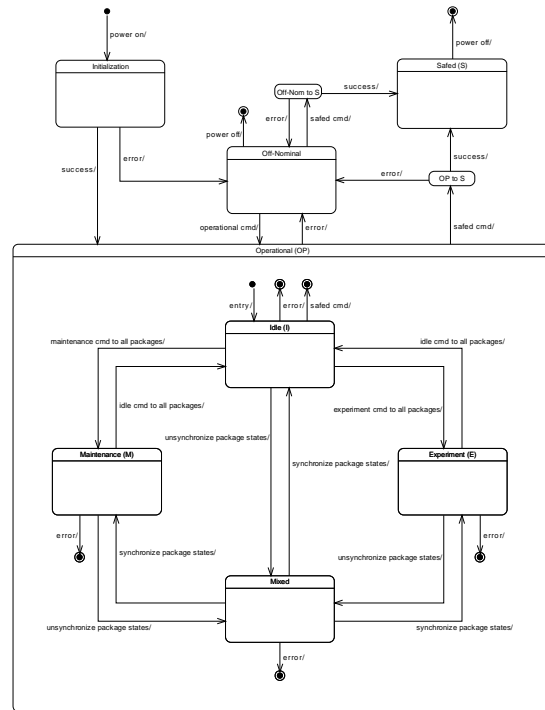 power on/
power off/
Initialization
Safed (S)
Off-Nom to S
success/
error/
safed cmd/
power off/
Off-Nominal
success/
error/
success/
error/
OP to S
operational cmd/
error/
safed cmd/
Operational (OP)
entry/
error/
safed cmd/
Idle (I)
maintenance cmd to all packages/
idle cmd to all packages/
idle cmd to all packages/
experiment cmd to all packages/
unsynchronize package states/
synchronize package states/
Maintenance (M)
Experiment (E)
error/
error/
synchronize package states/
unsynchronize package states/
Mixed
unsynchronize package states/
synchronize package states/
error/